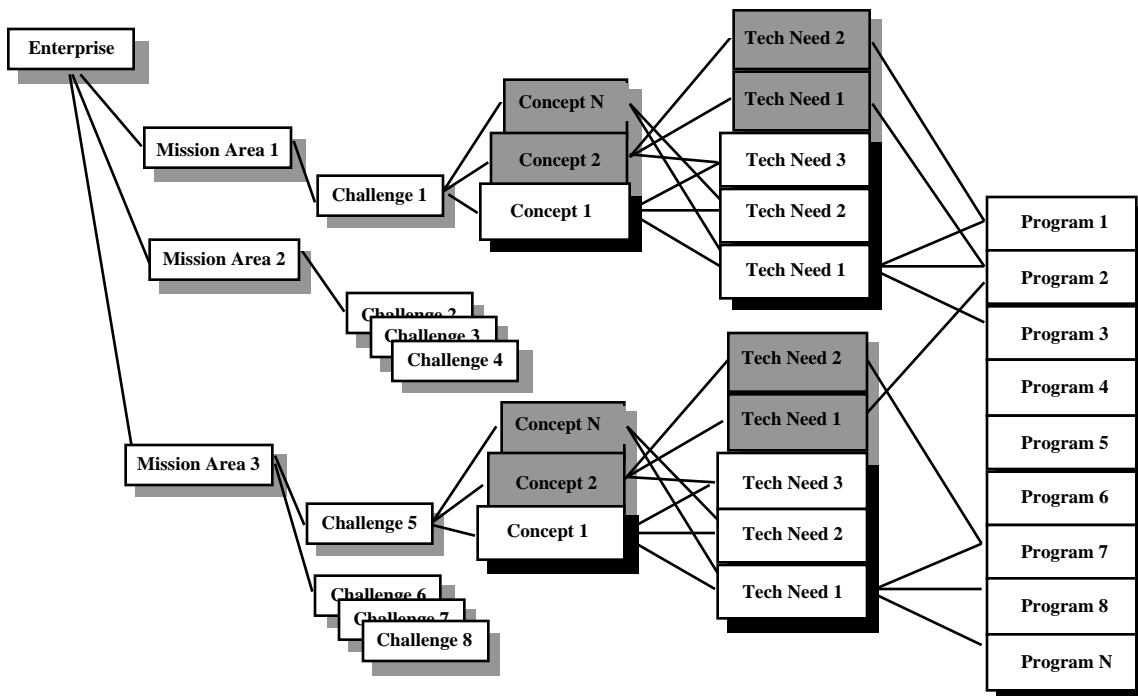 Enterprise
Mission Area 1
Mission Area 2
Mission Area 3
Challenge 1
Challenge 2
Challenge 3
Challenge 4
Challenge 5
Challenge 6
Challenge 7
Challenge 8
Concept N
Concept 2
Concept 1
Concept N
Concept 2
Concept 1
Tech Need 2
Tech Need 1
Tech Need 3
Tech Need 2
Tech Need 1
Tech Need 2
Tech Need 1
Tech Need 3
Tech Need 2
Tech Need 1
Program 1
Program 2
Program 3
Program 4
Program 5
Program 6
Program 7
Program 8
Program N